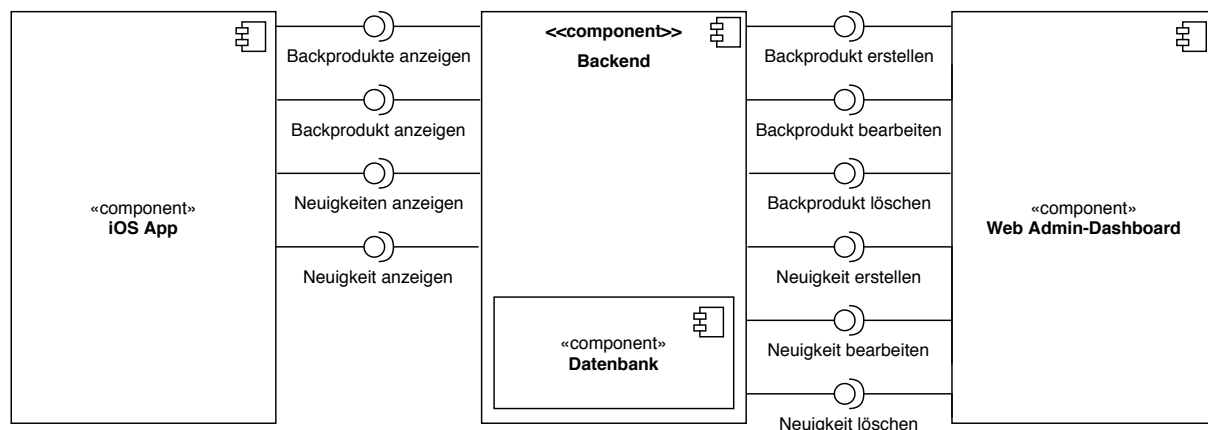 Backprodukte anzeigen
Backprodukt anzeigen
Neuigkeiten anzeigen
Neuigkeit anzeigen
«component»
iOS App
<<component>>
Backend
«component»
Datenbank
Backprodukt erstellen
Backprodukt bearbeiten
Backprodukt löschen
Neuigkeit erstellen
Neuigkeit bearbeiten
Neuigkeit löschen
«component»
Web Admin-Dashboard